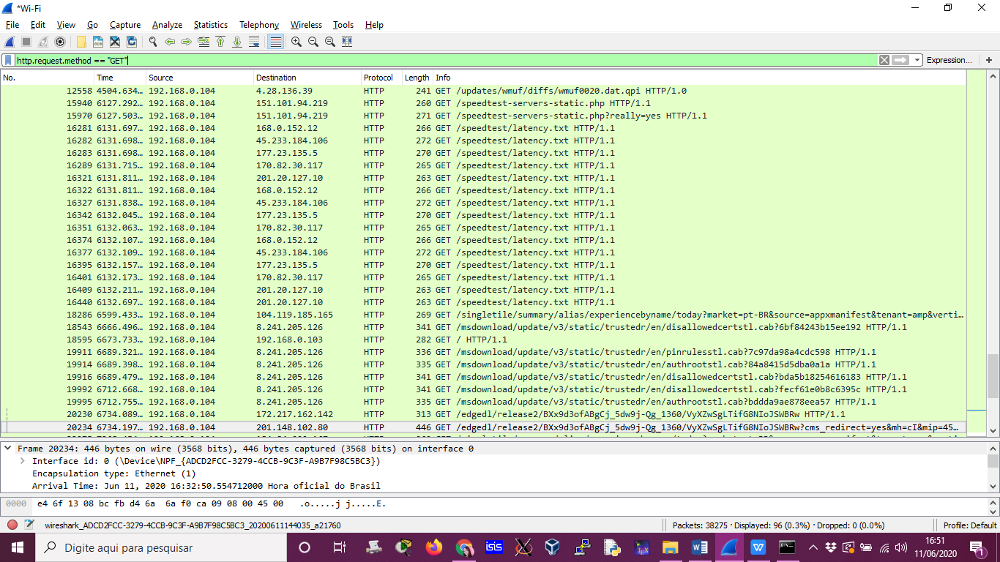 *Wi-Fi
File Edit View Go Capture Analyze Statistics Telephony Wireless Tools Help
http.request.method == "GET"
Expression... +
No. Time Source Destination Protocol Length Info
12558 4504.634… 192.168.0.104 4.28.136.39 HTTP 241 GET /updates/wmuf/diffs/wmuf0020.dat.qpi HTTP/1.0
15940 6127.292… 192.168.0.104 151.101.94.219 HTTP 260 GET /speedtest-servers-static.php HTTP/1.1
15970 6127.503… 192.168.0.104 151.101.94.219 HTTP 271 GET /speedtest-servers-static.php?really=yes HTTP/1.1
16281 6131.697… 192.168.0.104 168.0.152.12 HTTP 266 GET /speedtest/latency.txt HTTP/1.1
16282 6131.698… 192.168.0.104 45.233.184.106 HTTP 272 GET /speedtest/latency.txt HTTP/1.1
16283 6131.698… 192.168.0.104 177.23.135.5 HTTP 270 GET /speedtest/latency.txt HTTP/1.1
16289 6131.715… 192.168.0.104 170.82.30.117 HTTP 265 GET /speedtest/latency.txt HTTP/1.1
16321 6131.811… 192.168.0.104 201.20.127.10 HTTP 263 GET /speedtest/latency.txt HTTP/1.1
16322 6131.811… 192.168.0.104 168.0.152.12 HTTP 266 GET /speedtest/latency.txt HTTP/1.1
16327 6131.838… 192.168.0.104 45.233.184.106 HTTP 272 GET /speedtest/latency.txt HTTP/1.1
16342 6132.045… 192.168.0.104 177.23.135.5 HTTP 270 GET /speedtest/latency.txt HTTP/1.1
16351 6132.063… 192.168.0.104 170.82.30.117 HTTP 265 GET /speedtest/latency.txt HTTP/1.1
16374 6132.107… 192.168.0.104 168.0.152.12 HTTP 266 GET /speedtest/latency.txt HTTP/1.1
16377 6132.109… 192.168.0.104 45.233.184.106 HTTP 272 GET /speedtest/latency.txt HTTP/1.1
16395 6132.157… 192.168.0.104 177.23.135.5 HTTP 270 GET /speedtest/latency.txt HTTP/1.1
16401 6132.173… 192.168.0.104 170.82.30.117 HTTP 265 GET /speedtest/latency.txt HTTP/1.1
16409 6132.211… 192.168.0.104 201.20.127.10 HTTP 263 GET /speedtest/latency.txt HTTP/1.1
16440 6132.697… 192.168.0.104 201.20.127.10 HTTP 263 GET /speedtest/latency.txt HTTP/1.1
18286 6599.433… 192.168.0.104 104.119.185.165 HTTP 269 GET /singletile/summary/alias/experiencebyname/today?market=pt-BR&source=appxmanifest&tenant=amp&verti…
18543 6666.496… 192.168.0.104 8.241.205.126 HTTP 341 GET /msdownload/update/v3/static/trustedr/en/disallowedcertstl.cab?6bf84243b15ee192 HTTP/1.1
18595 6673.733… 192.168.0.104 192.168.0.103 HTTP 282 GET / HTTP/1.1
19911 6689.321… 192.168.0.104 8.241.205.126 HTTP 336 GET /msdownload/update/v3/static/trustedr/en/pinrulesstl.cab?7c97da98a4cdc598 HTTP/1.1
19914 6689.398… 192.168.0.104 8.241.205.126 HTTP 335 GET /msdownload/update/v3/static/trustedr/en/authrootstl.cab?84a8415d5dba0a1a HTTP/1.1
19916 6689.479… 192.168.0.104 8.241.205.126 HTTP 341 GET /msdownload/update/v3/static/trustedr/en/disallowedcertstl.cab?bda5b18254616183 HTTP/1.1
19992 6712.668… 192.168.0.104 8.241.205.126 HTTP 341 GET /msdownload/update/v3/static/trustedr/en/disallowedcertstl.cab?fecf61e0b8c6395c HTTP/1.1
19995 6712.755… 192.168.0.104 8.241.205.126 HTTP 335 GET /msdownload/update/v3/static/trustedr/en/authrootstl.cab?bddda9ae878eea57 HTTP/1.1
20230 6734.089… 192.168.0.104 172.217.162.142 HTTP 313 GET /edgedl/release2/BXx9d3ofABgCj_5dw9j-Qg_1360/VyXZwSgLTifG8NIoJSWBRw HTTP/1.1
20234 6734.197… 192.168.0.104 201.148.102.80 HTTP 446 GET /edgedl/release2/BXx9d3ofABgCj_5dw9j-Qg_1360/VyXZwSgLTifG8NIoJSWBRw?cms_redirect=yes&mh=cI&mip=45…
Frame 20234: 446 bytes on wire (3568 bits), 446 bytes captured (3568 bits) on interface 0
Interface id: 0 (\Device\NPF_{ADCD2FCC-3279-4CCB-9C3F-A9B7F98C5BC3})
Encapsulation type: Ethernet (1)
Arrival Time: Jun 11, 2020 16:32:50.554712000 Hora oficial do Brasil
0000 e4 6f 13 08 bc fb d4 6a 6a f0 ca 09 08 00 45 00 .o.....j j.....E.
wireshark_ADCD2FCC-3279-4CCB-9C3F-A9B7F98C5BC3_20200611144035_a21760
Packets: 38275 · Displayed: 96 (0.3%) · Dropped: 0 (0.0%)
Profile: Default
Digite aqui para pesquisar
isis
16:51
11/06/2020
1